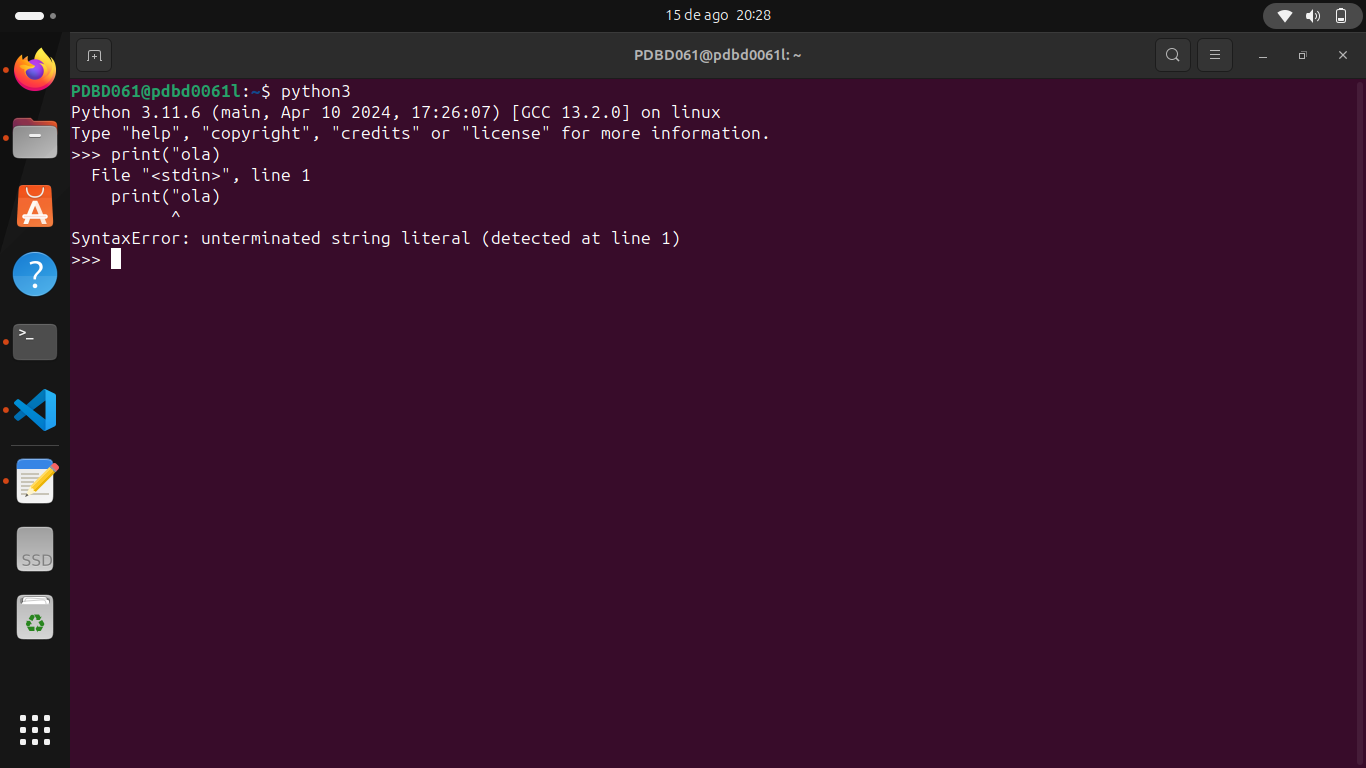 15 de ago 20:28
PDBD061@pdbd0061l: ~
PDBD061@pdbd0061l:~$ python3
Python 3.11.6 (main, Apr 10 2024, 17:26:07) [GCC 13.2.0] on linux
Type "help", "copyright", "credits" or "license" for more information.
>>> print("ola)
  File "<stdin>", line 1
    print("ola)
          ^
SyntaxError: unterminated string literal (detected at line 1)
>>>
>_
?
SSD